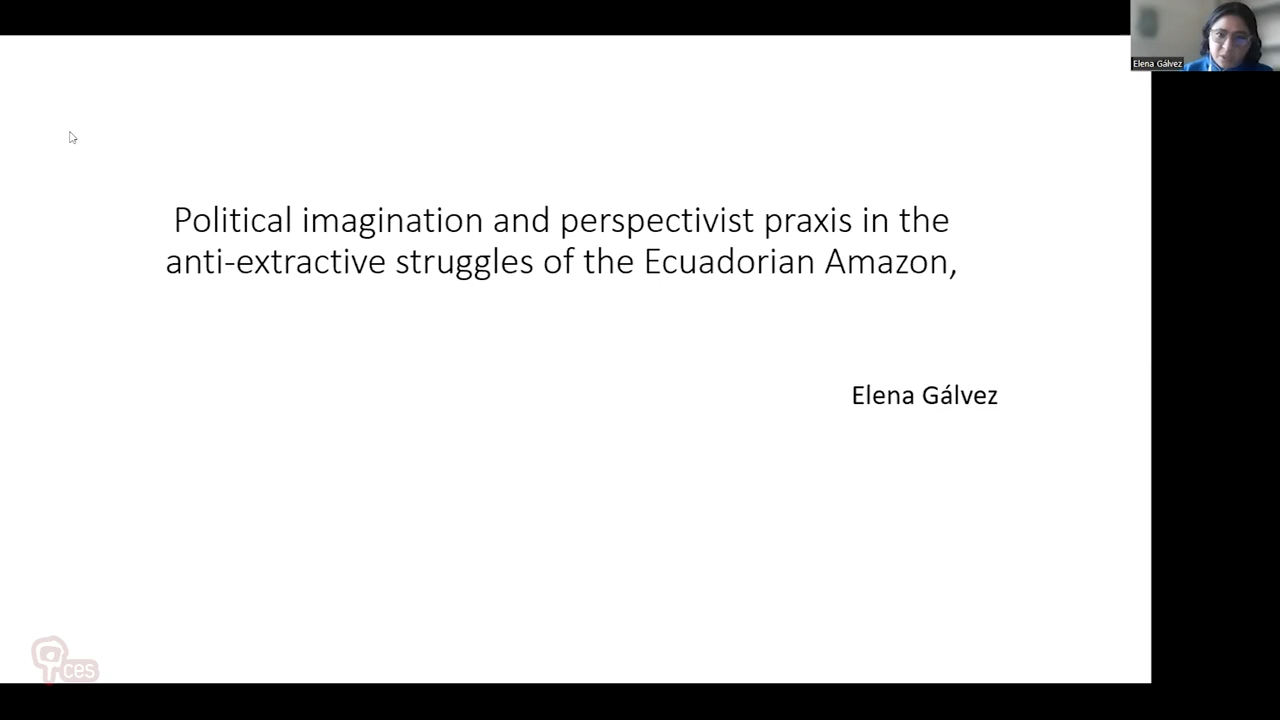 Elena Gálvez
Political imagination and perspectivist praxis in the
anti-extractive struggles of the Ecuadorian Amazon,
Elena Gálvez
ces